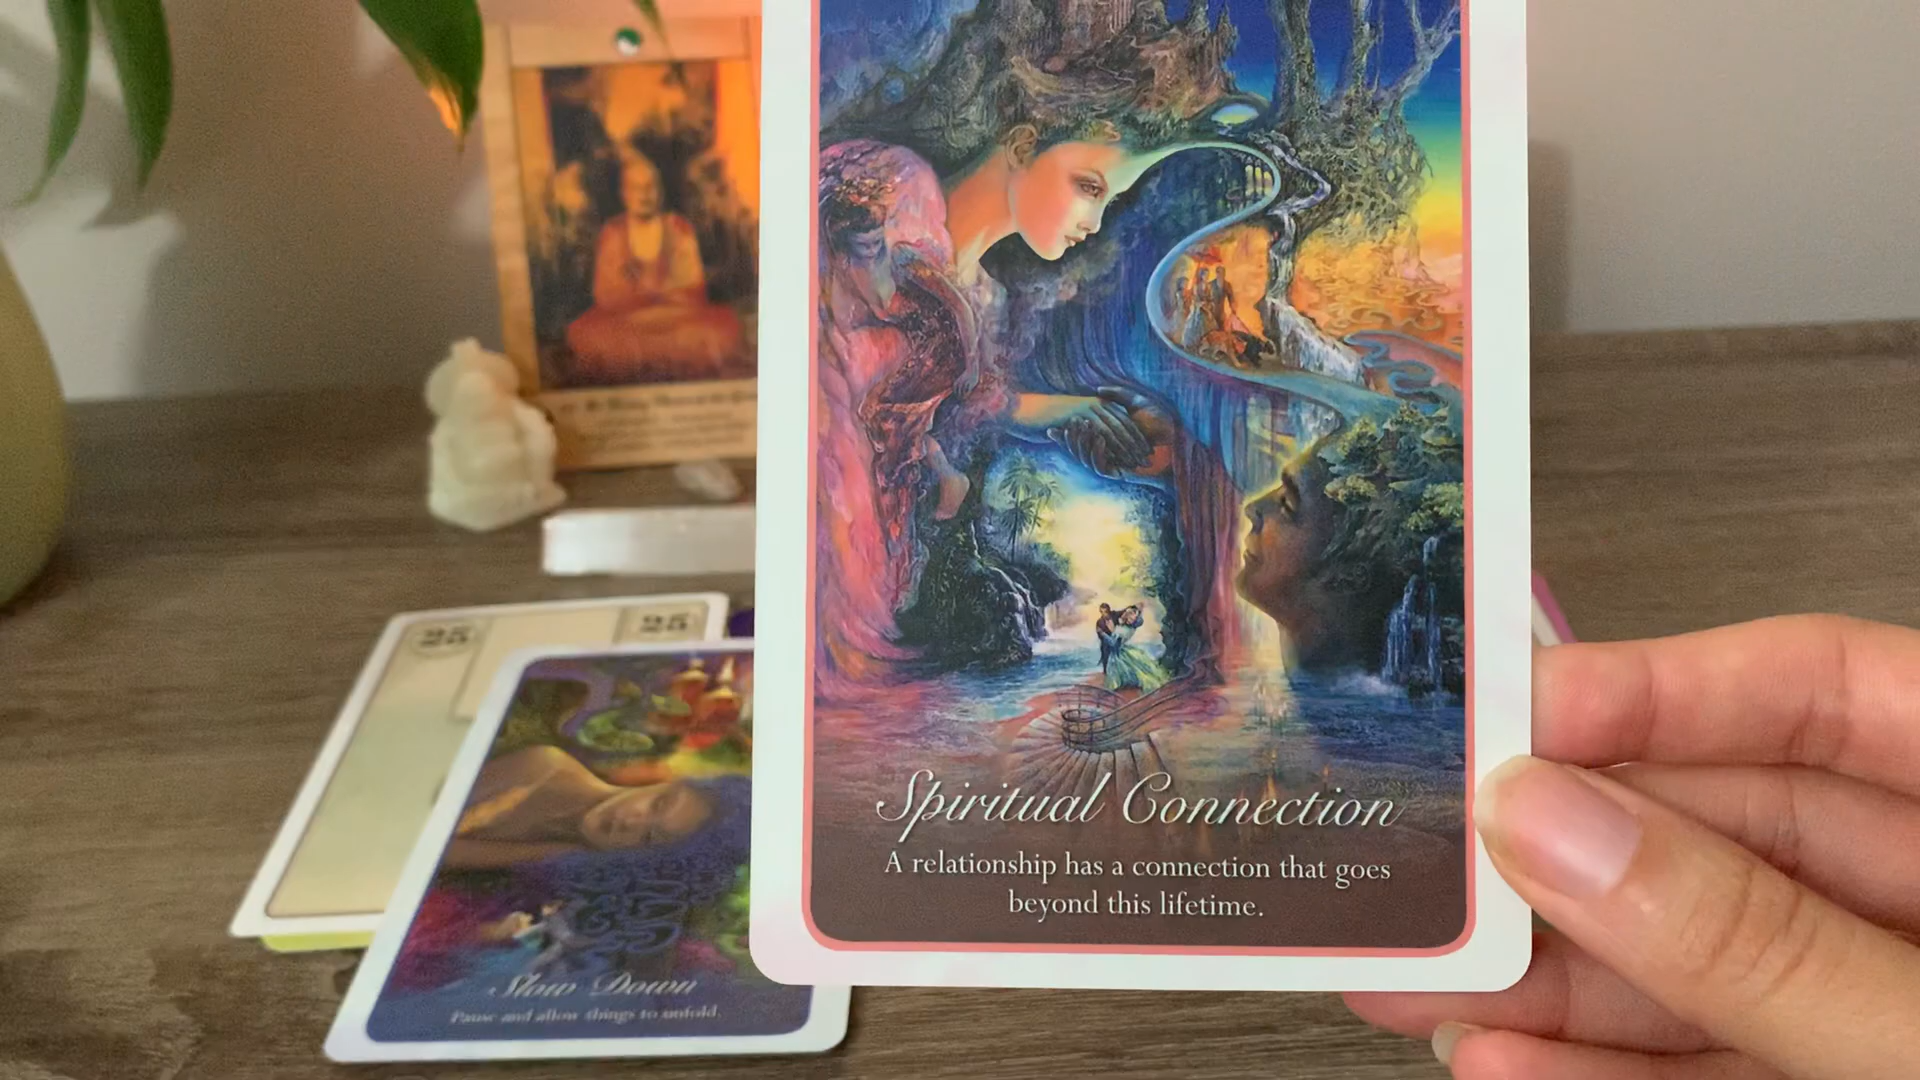 25
25
Slow Down
Pause and allow things to unfold.
Spiritual Connection
A relationship has a connection that goes
beyond this lifetime.